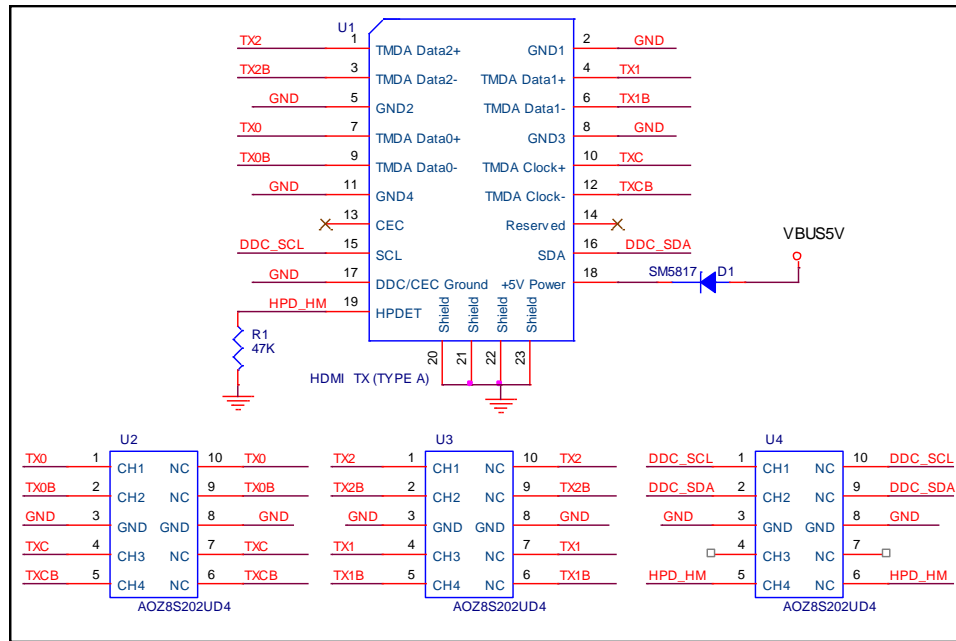 U1
TX2 1 TMDA Data2+ GND1 2 GND
TX2B 3 TMDA Data2- TMDA Data1+ 4 TX1
GND 5 GND2 TMDA Data1- 6 TX1B
TX0 7 TMDA Data0+ GND3 8 GND
TX0B 9 TMDA Data0- TMDA Clock+ 10 TXC
GND 11 GND4 TMDA Clock- 12 TXCB
13 CEC Reserved 14
VBUS5V
DDC_SCL 15 SCL SDA 16 DDC_SDA
GND 17 DDC/CEC Ground +5V Power 18 SM5817 D1
HPD_HM 19 HPDET Shield Shield Shield Shield
R1
47K
20 21 22 23
HDMI TX (TYPE A)
U2 U3 U4
TX0 1 CH1 NC 10 TX0 TX2 1 CH1 NC 10 TX2 DDC_SCL 1 CH1 NC 10 DDC_SCL
TX0B 2 CH2 NC 9 TX0B TX2B 2 CH2 NC 9 TX2B DDC_SDA 2 CH2 NC 9 DDC_SDA
GND 3 GND GND 8 GND GND 3 GND GND 8 GND GND 3 GND GND 8 GND
TXC 4 CH3 NC 7 TXC TX1 4 CH3 NC 7 TX1 4 CH3 NC 7
TXCB 5 CH4 NC 6 TXCB TX1B 5 CH4 NC 6 TX1B HPD_HM 5 CH4 NC 6 HPD_HM
AOZ8S202UD4 AOZ8S202UD4 AOZ8S202UD4